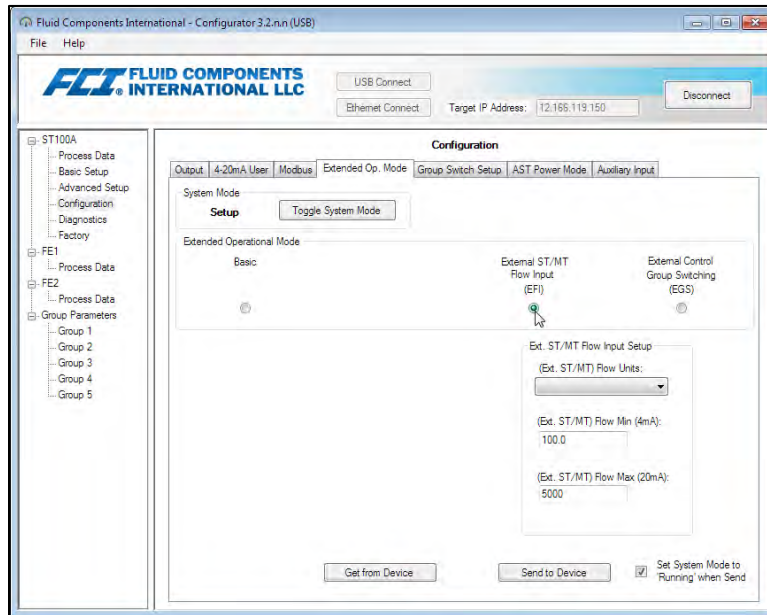 Fluid Components International - Configurator 3.2.n.n (USB)
File Help
FCI. FLUID COMPONENTS
INTERNATIONAL LLC
USB Connect
Ethernet Connect
Target IP Address: 12.165.119.150
Disconnect
ST100A
Process Data
Basic Setup
Advanced Setup
Configuration
Diagnostics
Factory
FE1
Process Data
FE2
Process Data
Group Parameters
Group 1
Group 2
Group 3
Group 4
Group 5
Configuration
Output 4-20mA User Modbus Extended Op. Mode Group Switch Setup AST Power Mode Auxiliary Input
System Mode
Setup
Toggle System Mode
Extended Operational Mode
Basic
External ST/MT
Flow Input
(EFI)
External Control
Group Switching
(EGS)
Ext. ST/MT Flow Input Setup
(Ext. ST/MT) Flow Units:
(Ext. ST/MT) Flow Min (4mA):
100.0
(Ext. ST/MT) Flow Max (20mA):
5000
Get from Device
Send to Device
Set System Mode to
'Running' when Send